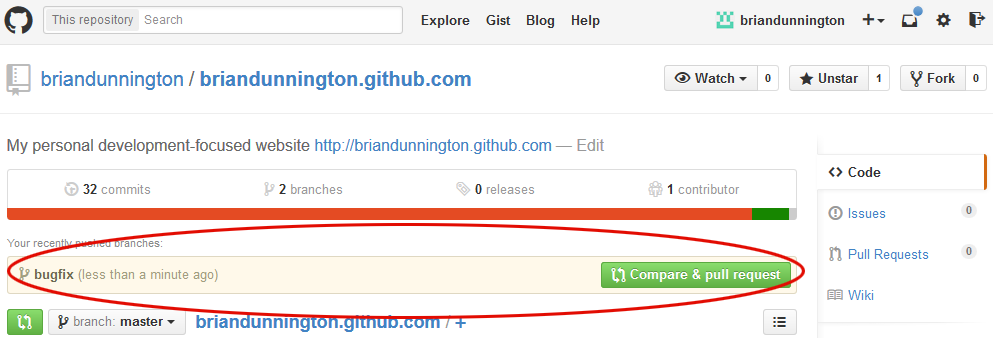 This repository Search Explore Gist Blog Help briandunnington
briandunnington / briandunnington.github.com Watch 0 Unstar 1 Fork 0
My personal development-focused website http://briandunnington.github.com — Edit
Code
32 commits 2 branches 0 releases 1 contributor
Issues 0
Your recently pushed branches:
Pull Requests 0
bugfix (less than a minute ago) Compare & pull request
Wiki
branch: master briandunnington.github.com / +